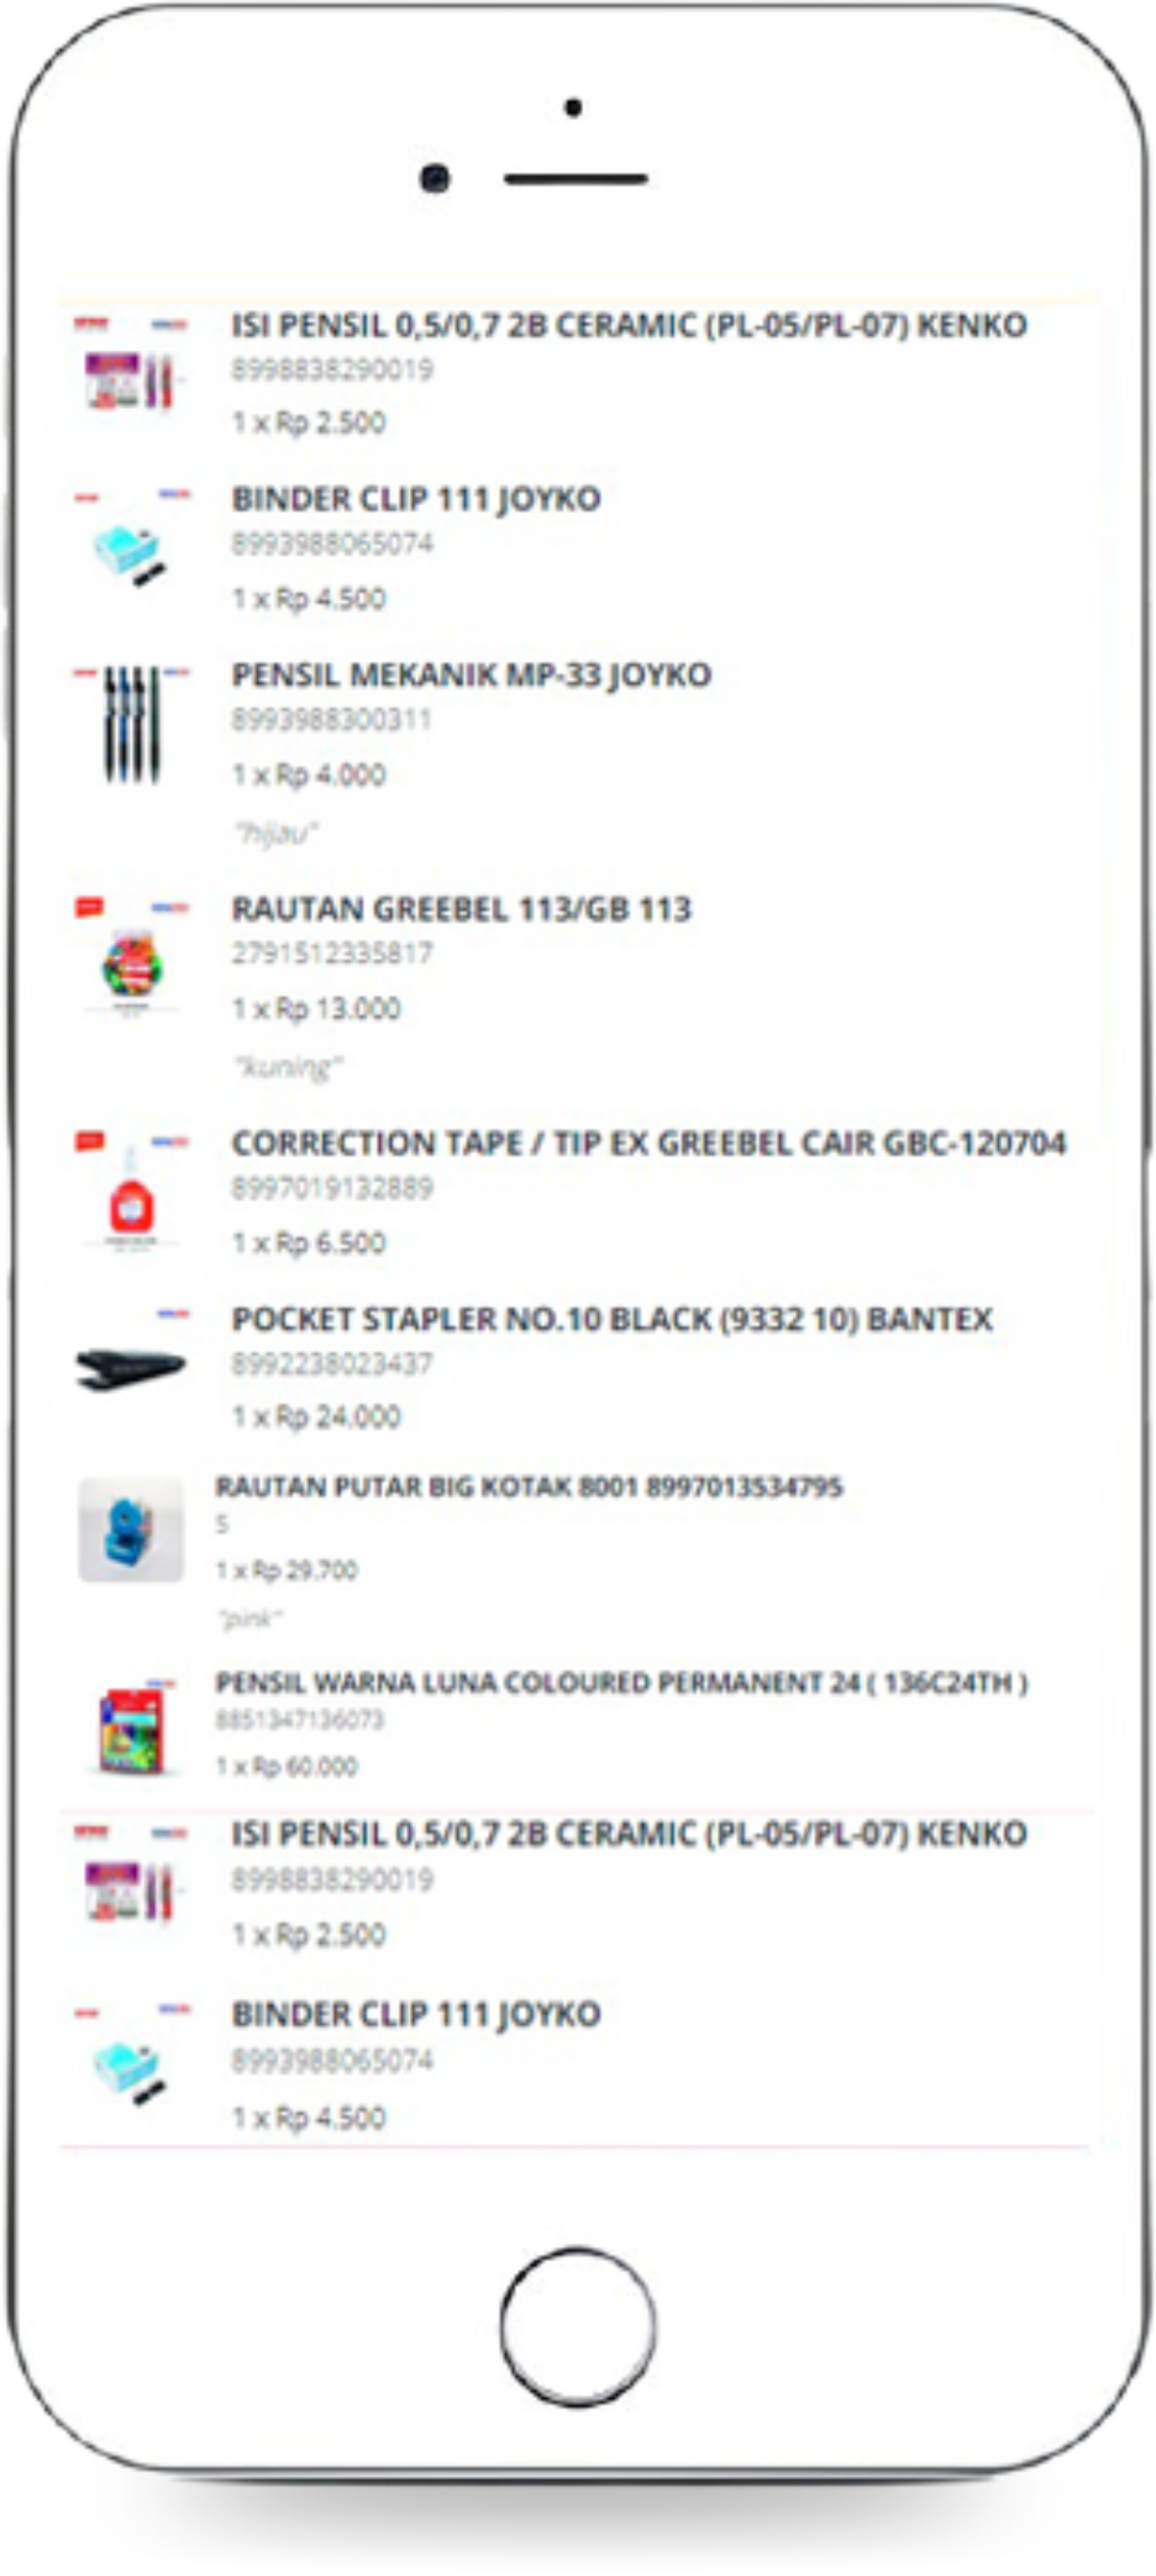 ISI PENSIL 0,5/0,7 2B CERAMIC (PL-05/PL-07) KENKO
8998838290019
1 x Rp 2.500
BINDER CLIP 111 JOYKO
8993988065074
1 x Rp 4.500
PENSIL MEKANIK MP-33 JOYKO
8993988300311
1 x Rp 4.000
"hijau"
RAUTAN GREEBEL 113/GB 113
2791512335817
1 x Rp 13.000
"kuning"
CORRECTION TAPE / TIP EX GREEBEL CAIR GBC-120704
8997019132889
1 x Rp 6.500
POCKET STAPLER NO.10 BLACK (9332 10) BANTEX
8992238023437
1 x Rp 24.000
RAUTAN PUTAR BIG KOTAK 8001 8997013534795
5
1 x Rp 29.700
"pink"
PENSIL WARNA LUNA COLOURED PERMANENT 24 ( 136C24TH )
8851347136073
1 x Rp 60.000
ISI PENSIL 0,5/0,7 2B CERAMIC (PL-05/PL-07) KENKO
8998838290019
1 x Rp 2.500
BINDER CLIP 111 JOYKO
8993988065074
1 x Rp 4.500